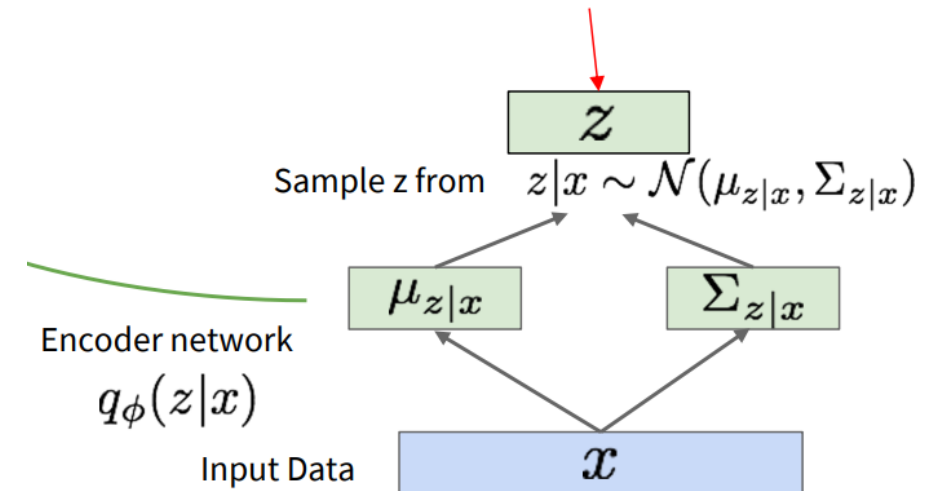 z
Sample z from z|x ∼ 𝒩(μ_{z|x}, Σ_{z|x})
μ_{z|x} Σ_{z|x}
Encoder network
q_ϕ(z|x)
Input Data x